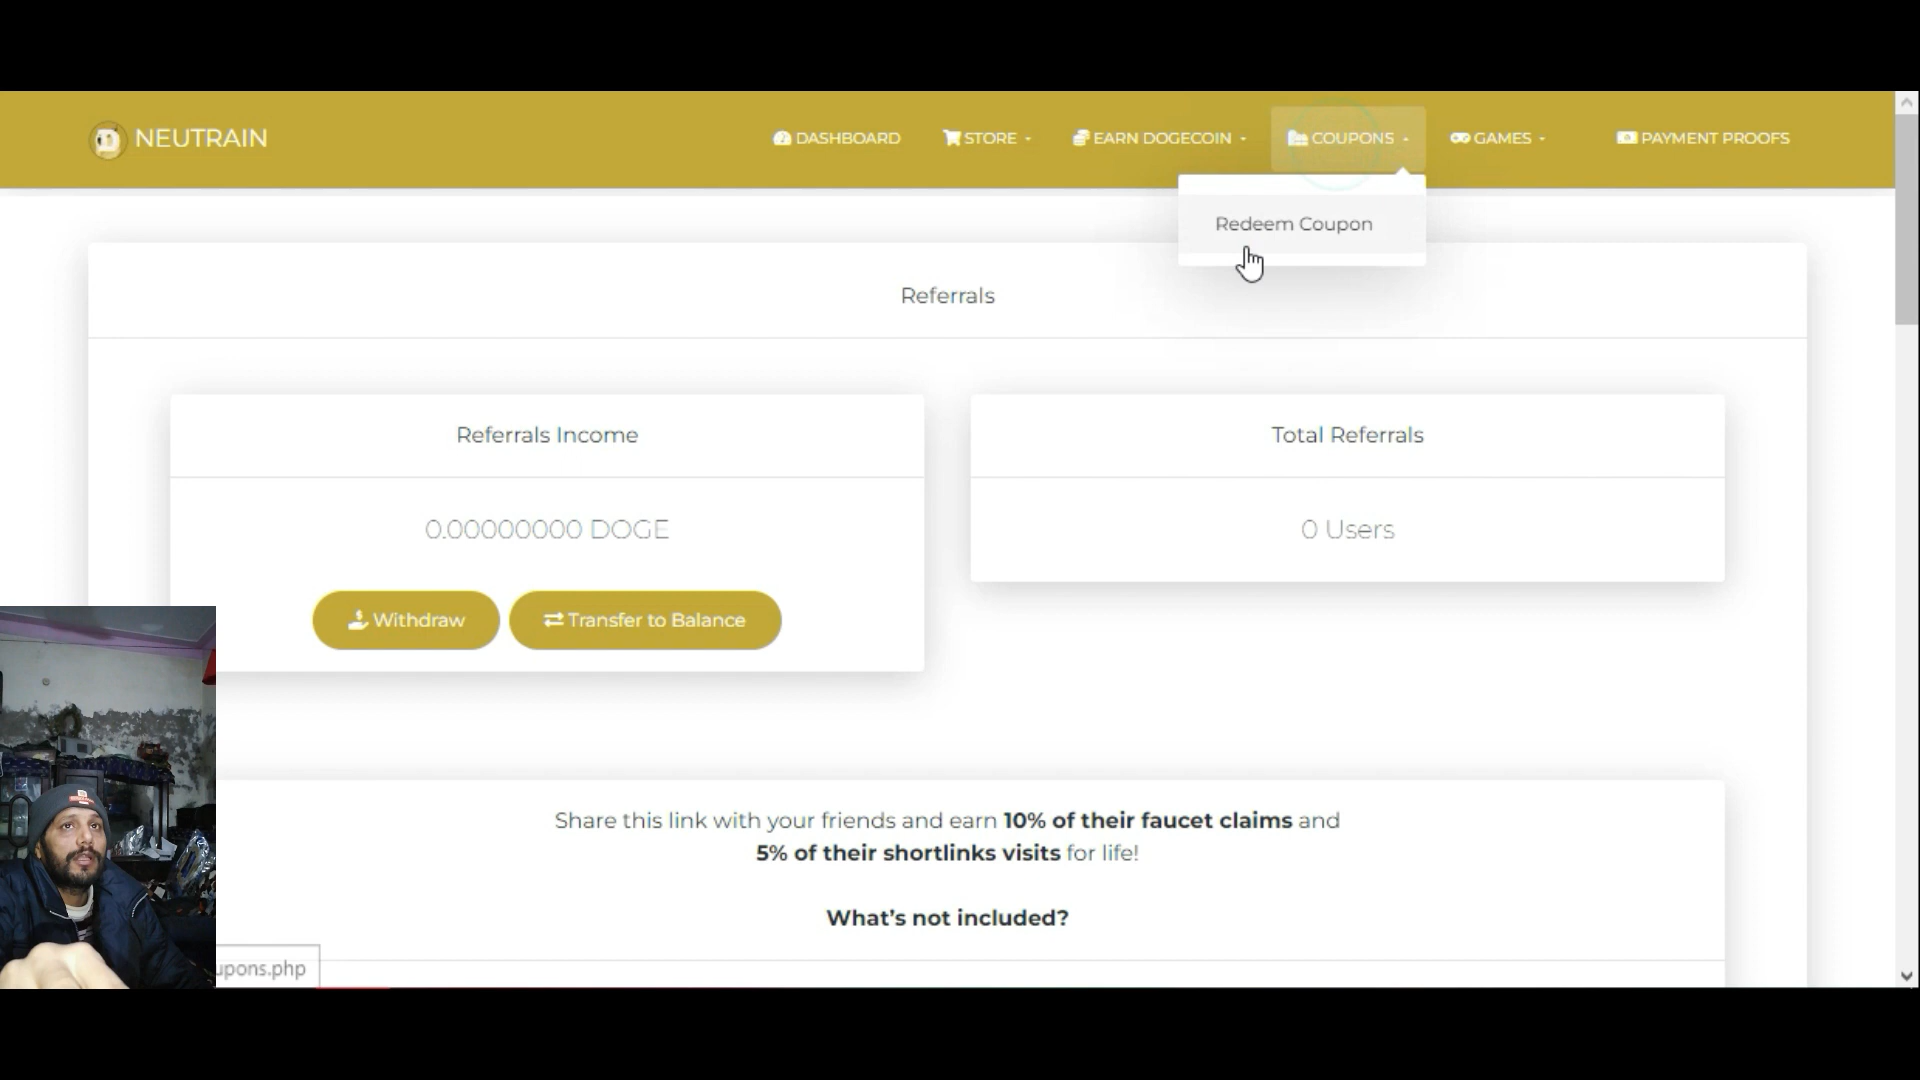 NEUTRAIN
DASHBOARD
STORE
EARN DOGECOIN
COUPONS
GAMES
PAYMENT PROOFS
Redeem Coupon
Referrals
Referrals Income
Total Referrals
0.00000000 DOGE
0 Users
Withdraw
Transfer to Balance
Share this link with your friends and earn 10% of their faucet claims and
5% of their shortlinks visits for life!
What's not included?
upons.php